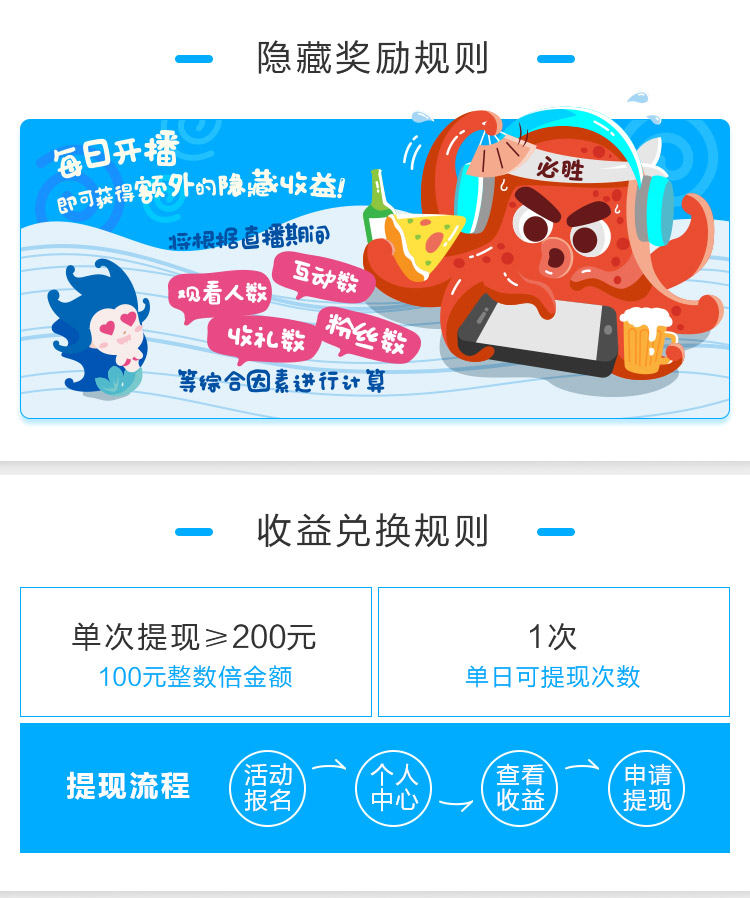 隐藏奖励规则
每日开播
即可获得额外的隐藏收益!
必胜
将根据直播期间
互动数
观看人数
粉丝数
收礼数
等综合因素进行计算
收益兑换规则
单次提现≥200元
100元整数倍金额
1次
单日可提现次数
提现流程
活动
报名
个人
中心
查看
收益
申请
提现